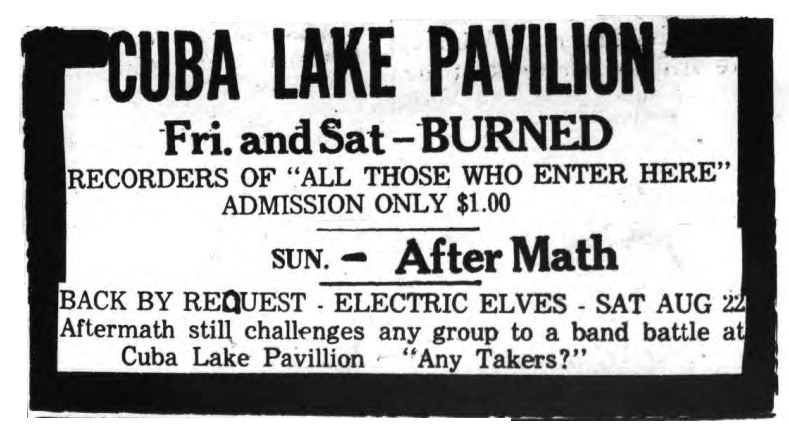 CUBA LAKE PAVILION
Fri. and Sat – BURNED
RECORDERS OF "ALL THOSE WHO ENTER HERE"
ADMISSION ONLY $1.00
SUN. – After Math
BACK BY REQUEST - ELECTRIC ELVES - SAT AUG 22
Aftermath still challenges any group to a band battle at
Cuba Lake Pavillion - "Any Takers?"